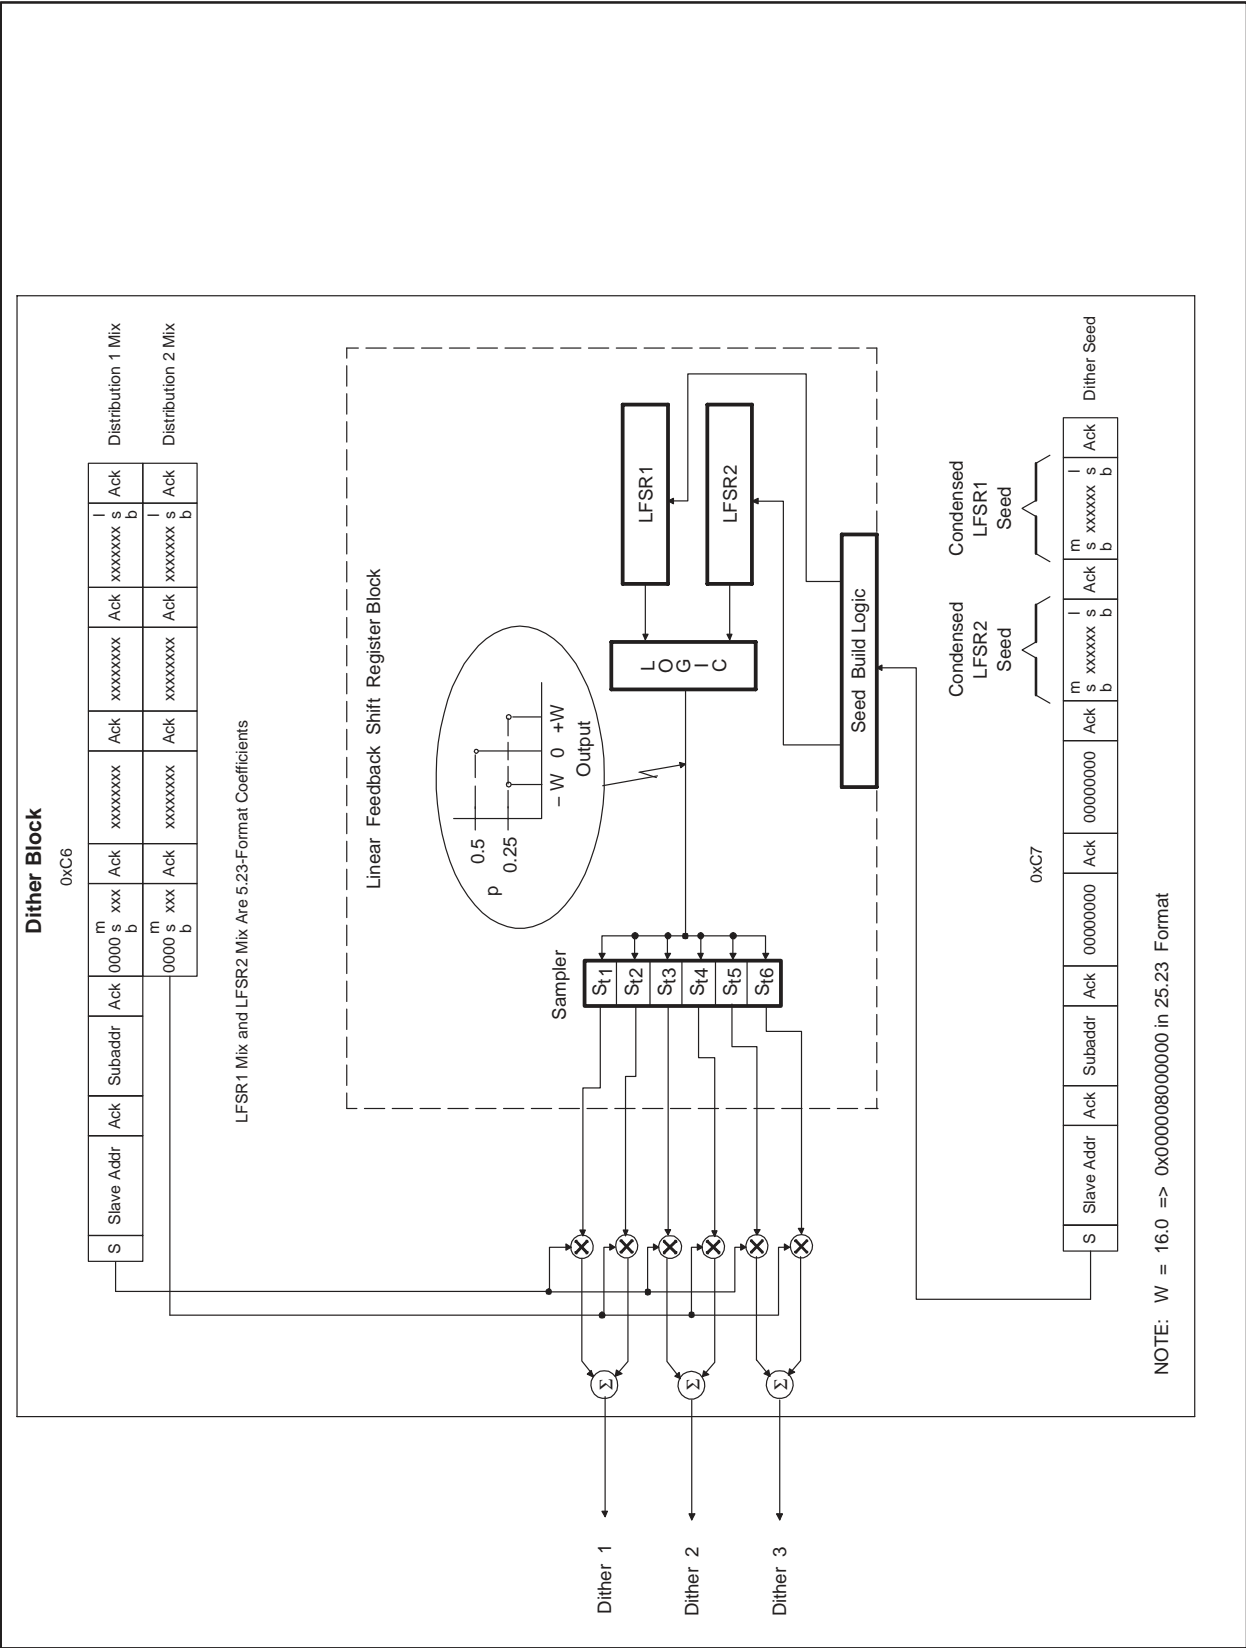 Dither Block
0xC6
S Slave Addr Ack Subaddr Ack 0000 m s b xxx Ack xxxxxxxx Ack xxxxxxxx Ack xxxxxxx l s b Ack Distribution 1 Mix
0000 m s b xxx Ack xxxxxxxx Ack xxxxxxxx Ack xxxxxxx l s b Ack Distribution 2 Mix
LFSR1 Mix and LFSR2 Mix Are 5.23-Format Coefficients
Linear Feedback Shift Register Block
p
0.5
0.25
– W 0 +W
Output
LFSR1
LFSR2
LOGIC
Sampler
St1
St2
St3
St4
St5
St6
Seed Build Logic
Σ
Σ
Σ
Dither 1
Dither 2
Dither 3
Condensed
LFSR2
Seed
Condensed
LFSR1
Seed
0xC7
S Slave Addr Ack Subaddr Ack 00000000 Ack 00000000 Ack m s b xxxxxx l s b Ack m s b xxxxxx l s b Ack Dither Seed
NOTE: W = 16.0 => 0x000008000000 in 25.23 Format